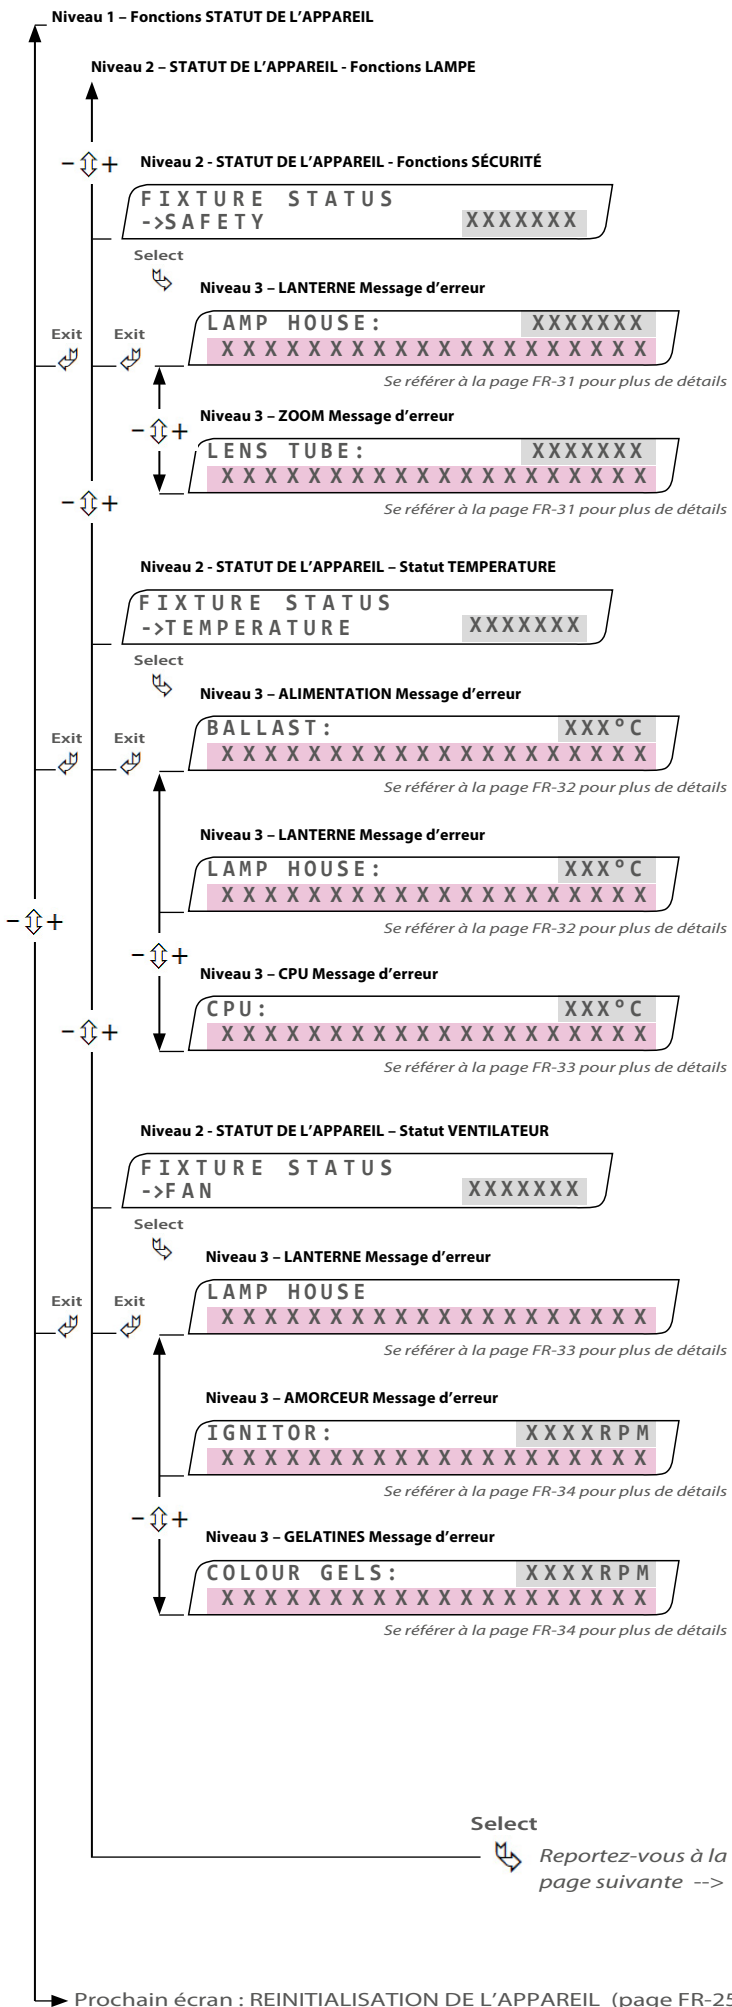 Niveau 1 – Fonctions STATUT DE L'APPAREIL
Niveau 2 – STATUT DE L'APPAREIL - Fonctions LAMPE
- +
Niveau 2 - STATUT DE L'APPAREIL - Fonctions SÉCURITÉ
FIXTURE STATUS
->SAFETY XXXXXXX
Select
Niveau 3 – LANTERNE Message d'erreur
Exit Exit
LAMP HOUSE: XXXXXXX
XXXXXXXXXXXXXXXXXXXX
Se référer à la page FR-31 pour plus de détails
Niveau 3 – ZOOM Message d'erreur
- +
LENS TUBE: XXXXXXX
XXXXXXXXXXXXXXXXXXXX
- +
Se référer à la page FR-31 pour plus de détails
Niveau 2 - STATUT DE L'APPAREIL – Statut TEMPERATURE
FIXTURE STATUS
->TEMPERATURE XXXXXXX
Select
Niveau 3 – ALIMENTATION Message d'erreur
Exit Exit
BALLAST: XXX°C
XXXXXXXXXXXXXXXXXXXX
Se référer à la page FR-32 pour plus de détails
Niveau 3 – LANTERNE Message d'erreur
LAMP HOUSE: XXX°C
XXXXXXXXXXXXXXXXXXXX
- +
Se référer à la page FR-32 pour plus de détails
- +
Niveau 3 – CPU Message d'erreur
CPU: XXX°C
XXXXXXXXXXXXXXXXXXXX
- +
Se référer à la page FR-33 pour plus de détails
Niveau 2 - STATUT DE L'APPAREIL – Statut VENTILATEUR
FIXTURE STATUS
->FAN XXXXXXX
Select
Niveau 3 – LANTERNE Message d'erreur
Exit Exit
LAMP HOUSE
XXXXXXXXXXXXXXXXXXXX
Se référer à la page FR-33 pour plus de détails
Niveau 3 – AMORCEUR Message d'erreur
IGNITOR: XXXXRPM
XXXXXXXXXXXXXXXXXXXX
Se référer à la page FR-34 pour plus de détails
- +
Niveau 3 – GELATINES Message d'erreur
COLOUR GELS: XXXXRPM
XXXXXXXXXXXXXXXXXXXX
Se référer à la page FR-34 pour plus de détails
Select
Reportez-vous à la
page suivante -->
Prochain écran : REINITIALISATION DE L'APPAREIL (page FR-25